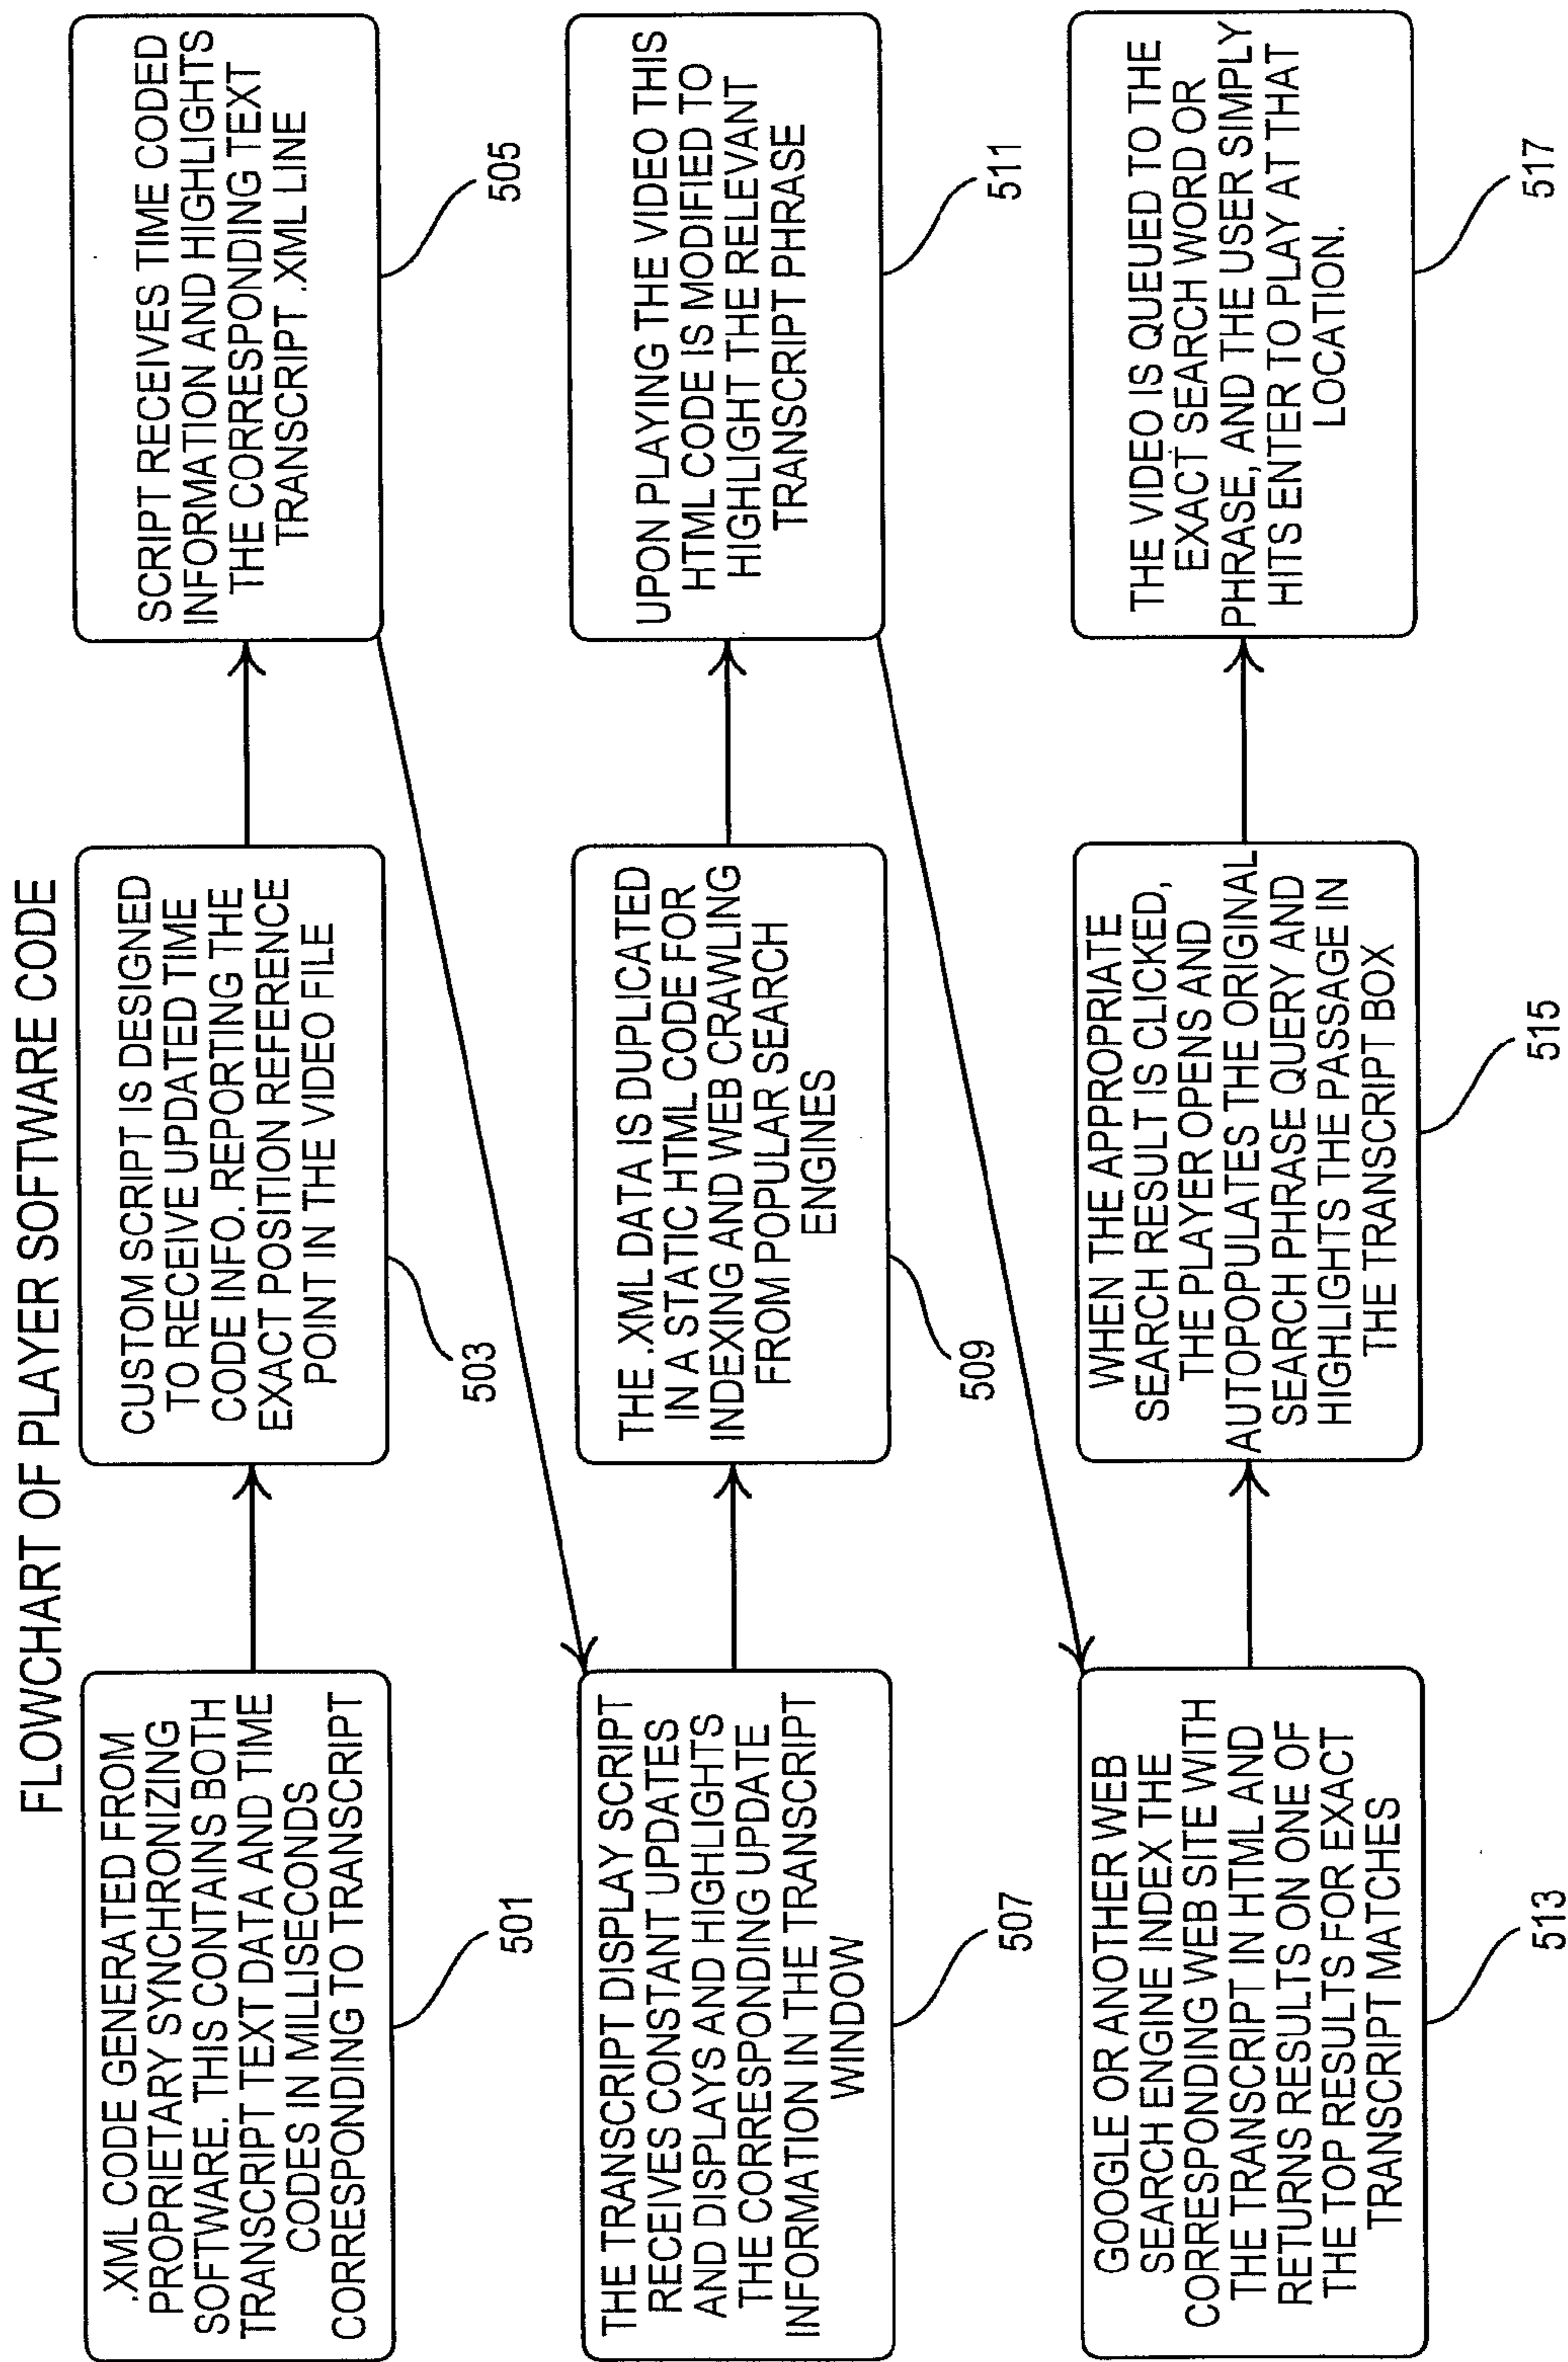 FLOWCHART OF PLAYER SOFTWARE CODE
.XML CODE GENERATED FROM
PROPRIETARY SYNCHRONIZING
SOFTWARE. THIS CONTAINS BOTH
TRANSCRIPT TEXT DATA AND TIME
CODES IN MILLISECONDS
CORRESPONDING TO TRANSCRIPT
501
CUSTOM SCRIPT IS DESIGNED
TO RECEIVE UPDATED TIME
CODE INFO. REPORTING THE
EXACT POSITION REFERENCE
POINT IN THE VIDEO FILE
503
SCRIPT RECEIVES TIME CODED
INFORMATION AND HIGHLIGHTS
THE CORRESPONDING TEXT
TRANSCRIPT .XML LINE
505
THE TRANSCRIPT DISPLAY SCRIPT
RECEIVES CONSTANT UPDATES
AND DISPLAYS AND HIGHLIGHTS
THE CORRESPONDING UPDATE
INFORMATION IN THE TRANSCRIPT
WINDOW
507
THE .XML DATA IS DUPLICATED
IN A STATIC HTML CODE FOR
INDEXING AND WEB CRAWLING
FROM POPULAR SEARCH
ENGINES
509
UPON PLAYING THE VIDEO THIS
HTML CODE IS MODIFIED TO
HIGHLIGHT THE RELEVANT
TRANSCRIPT PHRASE
511
GOOGLE OR ANOTHER WEB
SEARCH ENGINE INDEX THE
CORRESPONDING WEB SITE WITH
THE TRANSCRIPT IN HTML AND
RETURNS RESULTS ON ONE OF
THE TOP RESULTS FOR EXACT
TRANSCRIPT MATCHES
513
WHEN THE APPROPRIATE
SEARCH RESULT IS CLICKED,
THE PLAYER OPENS AND
AUTOPOPULATES THE ORIGINAL
SEARCH PHRASE QUERY AND
HIGHLIGHTS THE PASSAGE IN
THE TRANSCRIPT BOX
515
THE VIDEO IS QUEUED TO THE
EXACT SEARCH WORD OR
PHRASE, AND THE USER SIMPLY
HITS ENTER TO PLAY AT THAT
LOCATION.
517